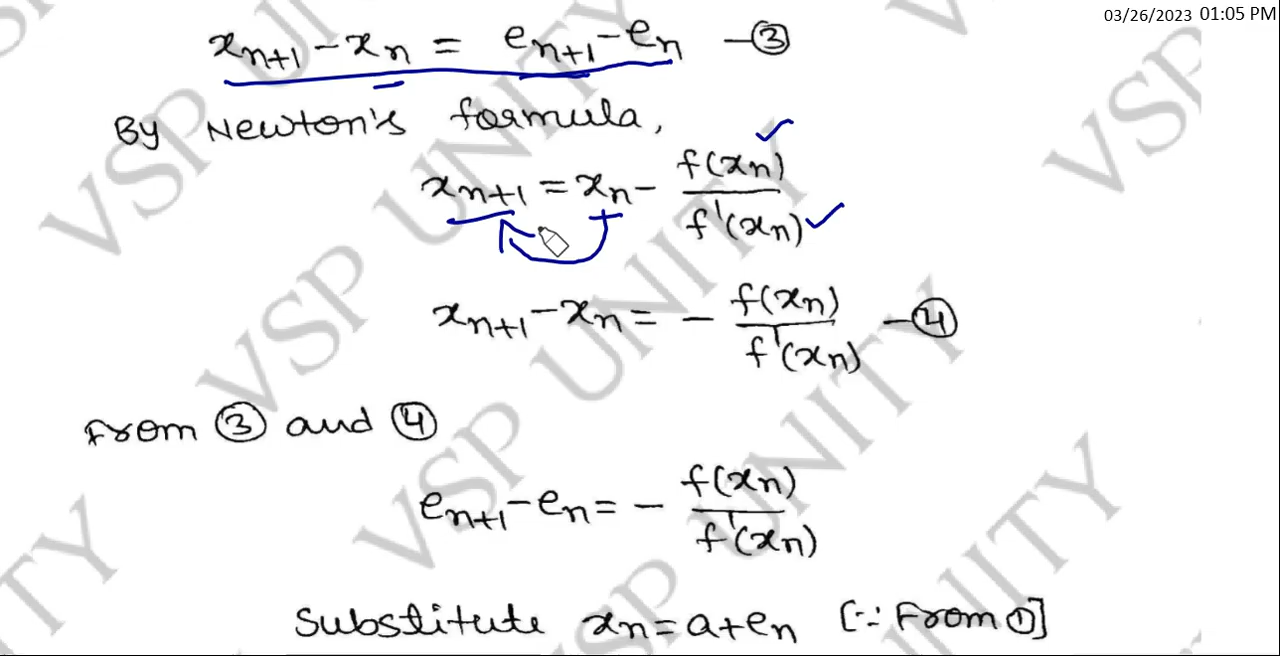 03/26/2023 01:05 PM
xₙ₊₁ - xₙ = eₙ₊₁ - eₙ -③
By Newton's formula,
xₙ₊₁ = xₙ - f(xₙ)/f'(xₙ)
xₙ₊₁ - xₙ = - f(xₙ)/f'(xₙ) -④
From ③ and ④
eₙ₊₁ - eₙ = - f(xₙ)/f'(xₙ)
Substitute xₙ = a+eₙ [∵ From ①]
VSP UNITY